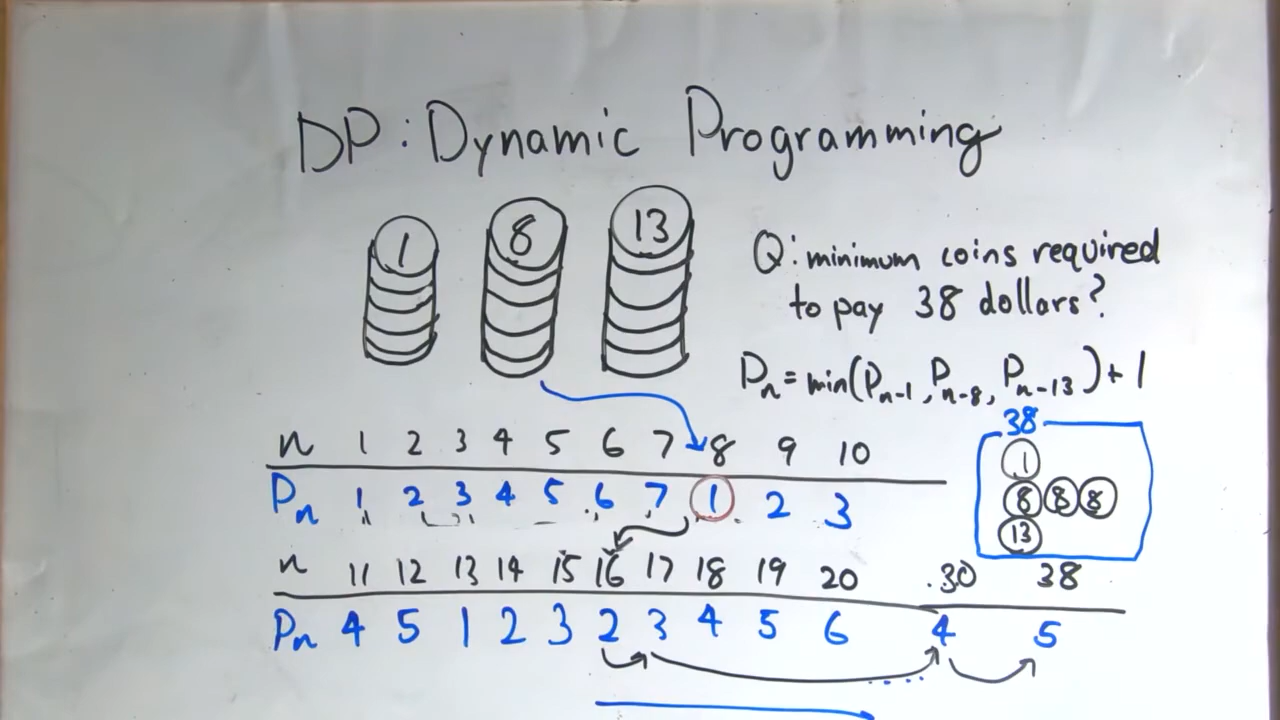 DP: Dynamic Programming
1 8 13
Q: minimum coins required
to pay 38 dollars?
Pn = min(Pn-1, Pn-8, Pn-13) + 1
38
1
8 8 8
13
n 1 2 3 4 5 6 7 8 9 10
Pn 1 2 3 4 5 6 7 1 2 3
n 11 12 13 14 15 16 17 18 19 20 .30 38
Pn 4 5 1 2 3 2 3 4 5 6 4 5